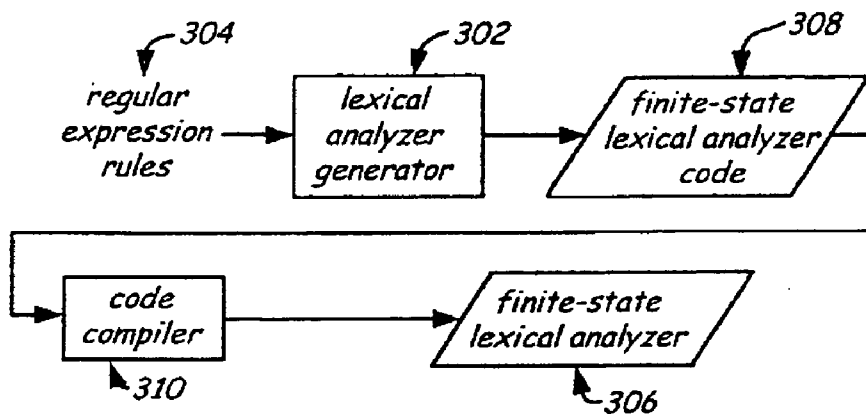 304
302
308
regular
expression
rules
lexical
analyzer
generator
finite-state
lexical analyzer
code
code
compiler
finite-state
lexical analyzer
310
306